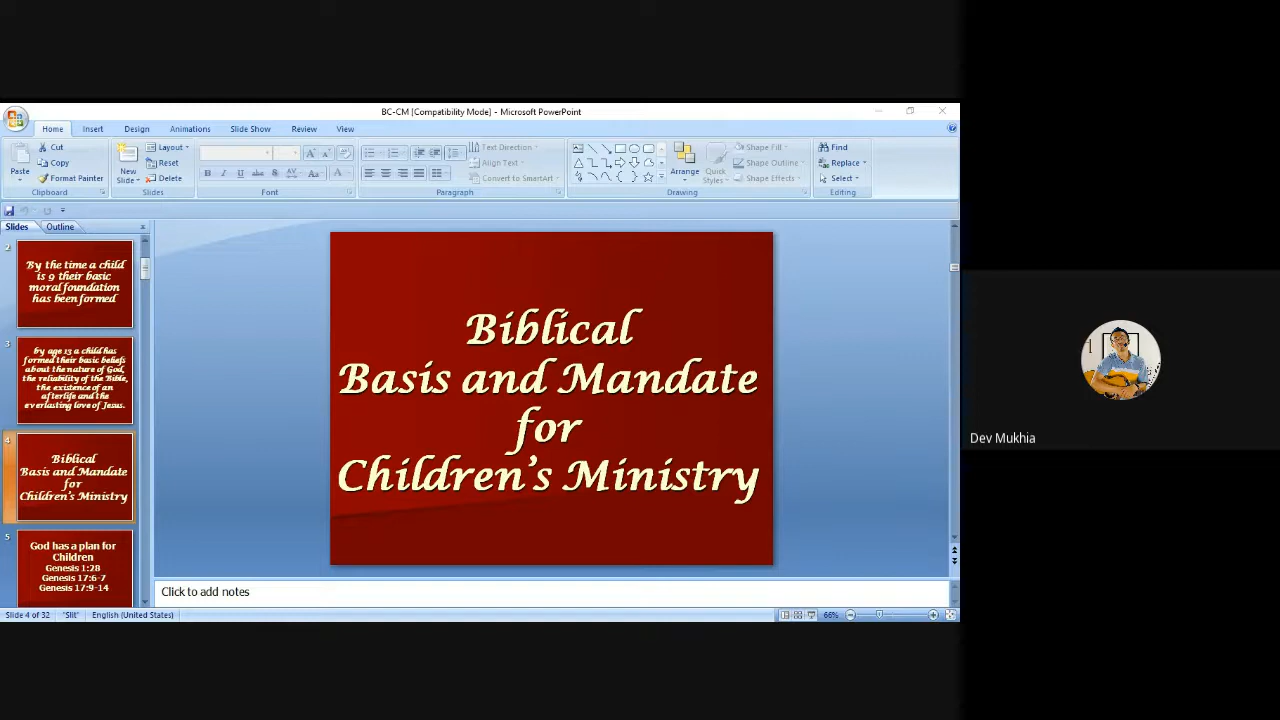 BC-CM [Compatibility Mode] - Microsoft PowerPoint
Home Insert Design Animations Slide Show Review View
Paste
Cut
Copy
Format Painter
Clipboard
New Slide
Layout
Reset
Delete
Slides
B I U abc S AV Aa A
Font
Text Direction
Align Text
Convert to SmartArt
Paragraph
Arrange
Quick Styles
Shape Fill
Shape Outline
Shape Effects
Drawing
Find
Replace
Select
Editing
Slides Outline
2
By the time a child
is 9 their basic
moral foundation
has been formed
3
by age 13 a child has
formed their basic beliefs
about the nature of God,
the reliability of the Bible,
the existence of an
afterlife and the
everlasting love of Jesus.
4
Biblical
Basis and Mandate
for
Children's Ministry
5
God has a plan for
Children
Genesis 1:28
Genesis 17:6-7
Genesis 17:9-14
Biblical
Basis and Mandate
for
Children's Ministry
Click to add notes
Slide 4 of 32 "Slit" English (United States) 66%
Dev Mukhia